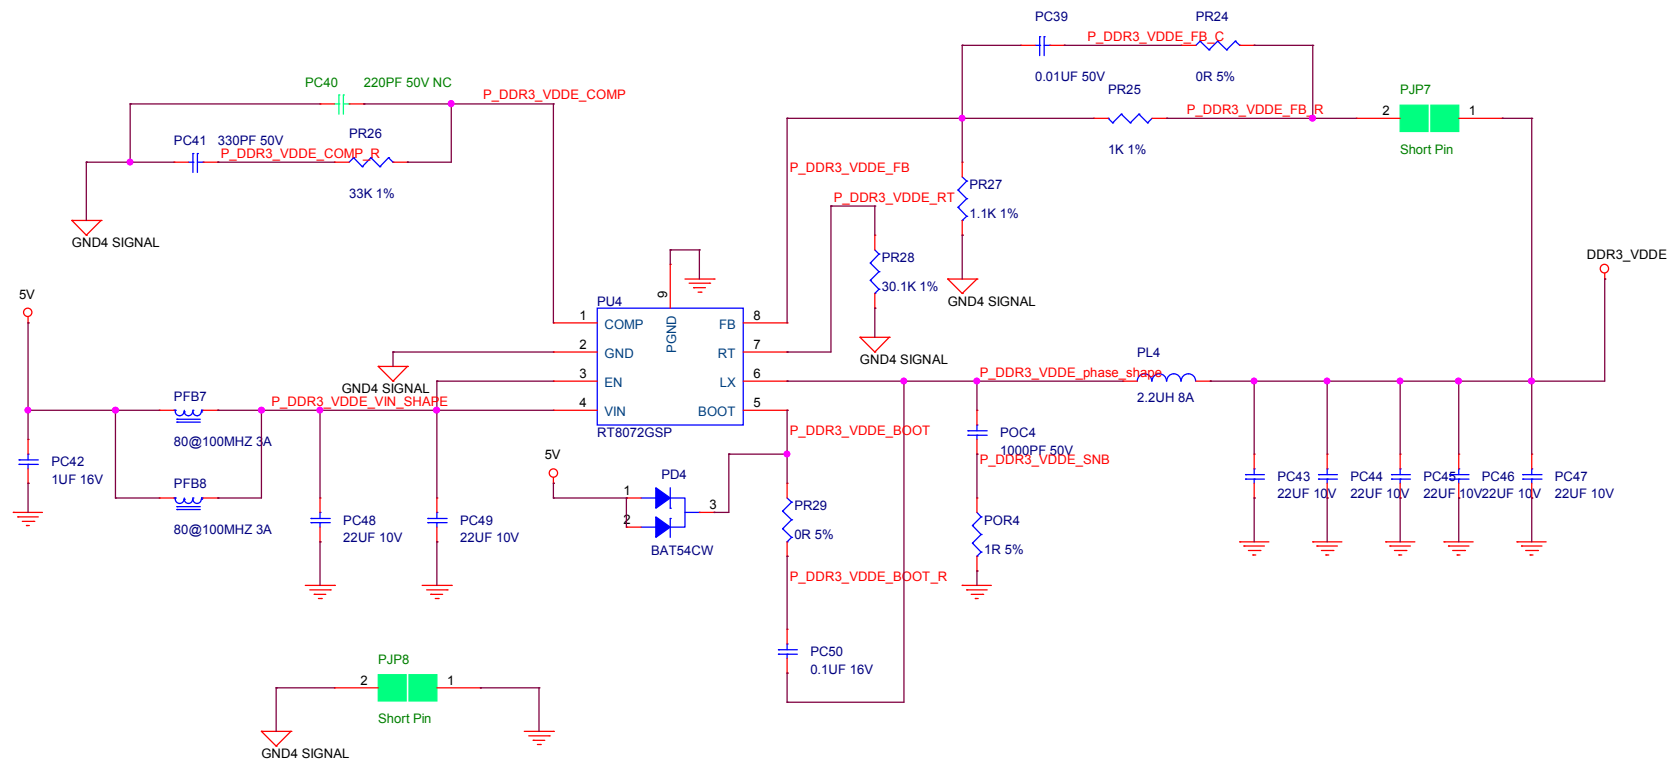 PC39
PR24
P_DDR3_VDDE_FB_C
0.01UF 50V
0R 5%
PC40
220PF 50V NC
P_DDR3_VDDE_COMP
PR25
P_DDR3_VDDE_FB_R
1K 1%
PJP7
2
1
Short Pin
PC41
330PF 50V
PR26
P_DDR3_VDDE_COMP_R
33K 1%
P_DDR3_VDDE_FB
P_DDR3_VDDE_RT
PR27
1.1K 1%
GND4 SIGNAL
PR28
30.1K 1%
GND4 SIGNAL
DDR3_VDDE
GND4 SIGNAL
5V
PU4
9
PGND
1
COMP
FB
8
2
GND
RT
7
3
EN
LX
6
4
VIN
BOOT
5
RT8072GSP
GND4 SIGNAL
P_DDR3_VDDE_VIN_SHAPE
PL4
P_DDR3_VDDE_phase_shape
2.2UH 8A
PFB7
80@100MHZ 3A
PC42
1UF 16V
PFB8
80@100MHZ 3A
PC48
22UF 10V
PC49
22UF 10V
P_DDR3_VDDE_BOOT
POC4
1000PF 50V
P_DDR3_VDDE_SNB
POR4
1R 5%
5V
1
2
PD4
3
BAT54CW
PR29
0R 5%
P_DDR3_VDDE_BOOT_R
PC50
0.1UF 16V
PC43
22UF 10V
PC44
22UF 10V
PC45
22UF 10V
PC46
22UF 10V
PC47
22UF 10V
PJP8
2
1
Short Pin
GND4 SIGNAL